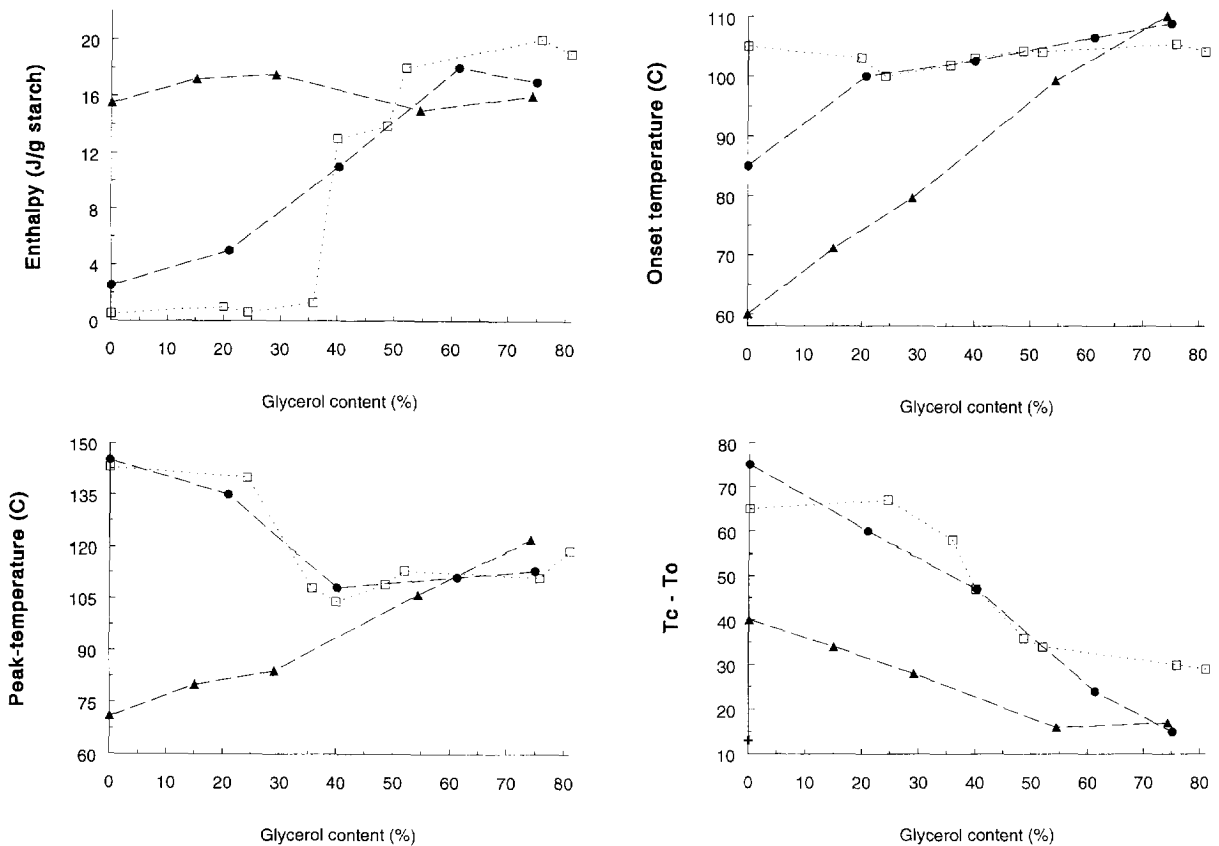 Enthalpy (J/g starch)
20
16
12
8
4
0
0 10 20 30 40 50 60 70 80
Glycerol content (%)
Onset temperature (C)
110
100
90
80
70
60
0 10 20 30 40 50 60 70 80
Glycerol content (%)
Peak-temperature (C)
150
135
120
105
90
75
60
0 10 20 30 40 50 60 70 80
Glycerol content (%)
Tc - To
80
70
60
50
40
30
20
10
0 10 20 30 40 50 60 70 80
Glycerol content (%)